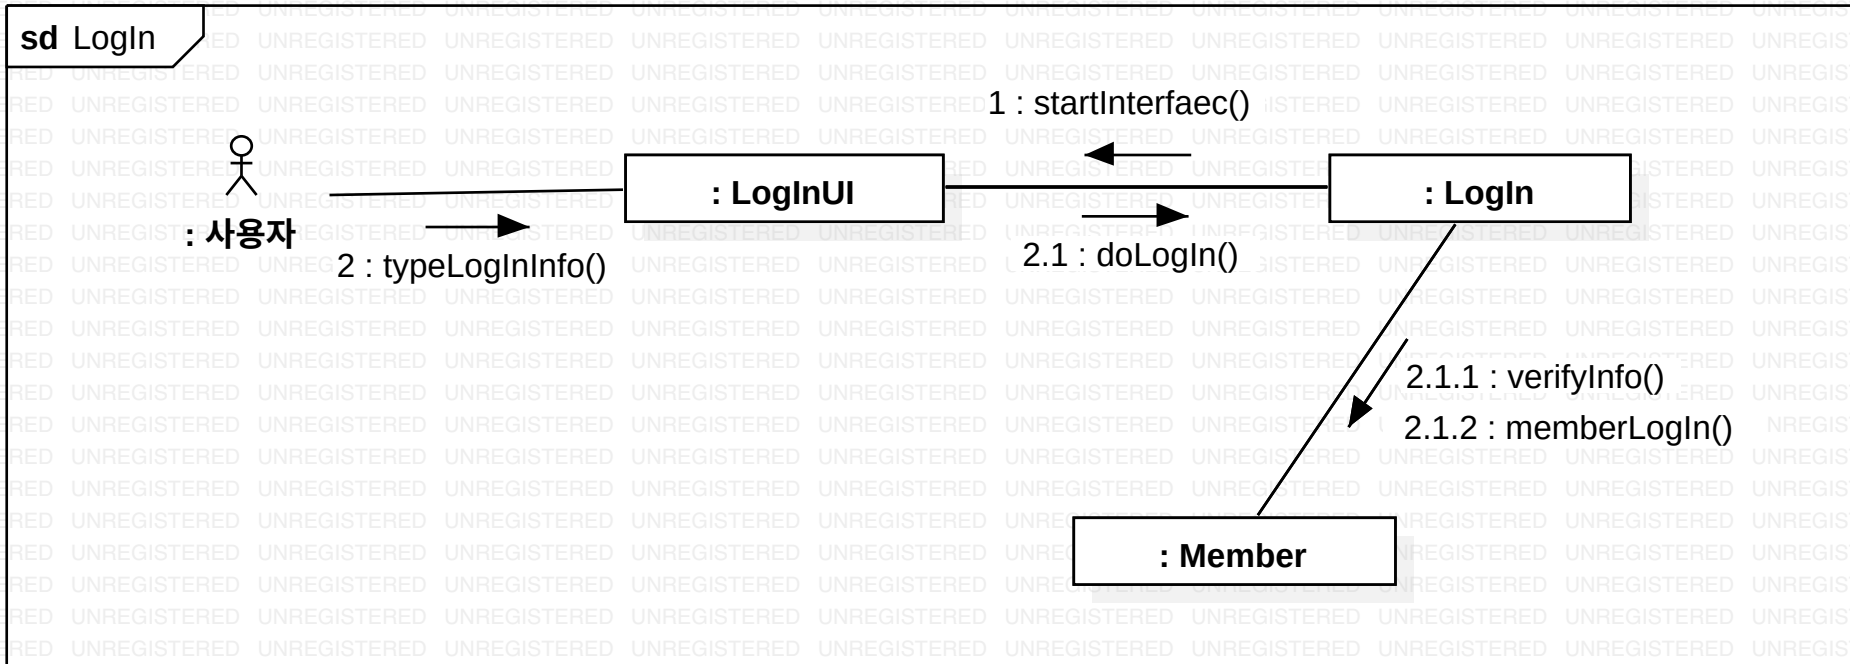 sd LogIn
1 : startInterfaec()
: LogInUI
: LogIn
: 사용자
2 : typeLogInInfo()
2.1 : doLogIn()
2.1.1 : verifyInfo()
2.1.2 : memberLogIn()
: Member
UNREGISTERED